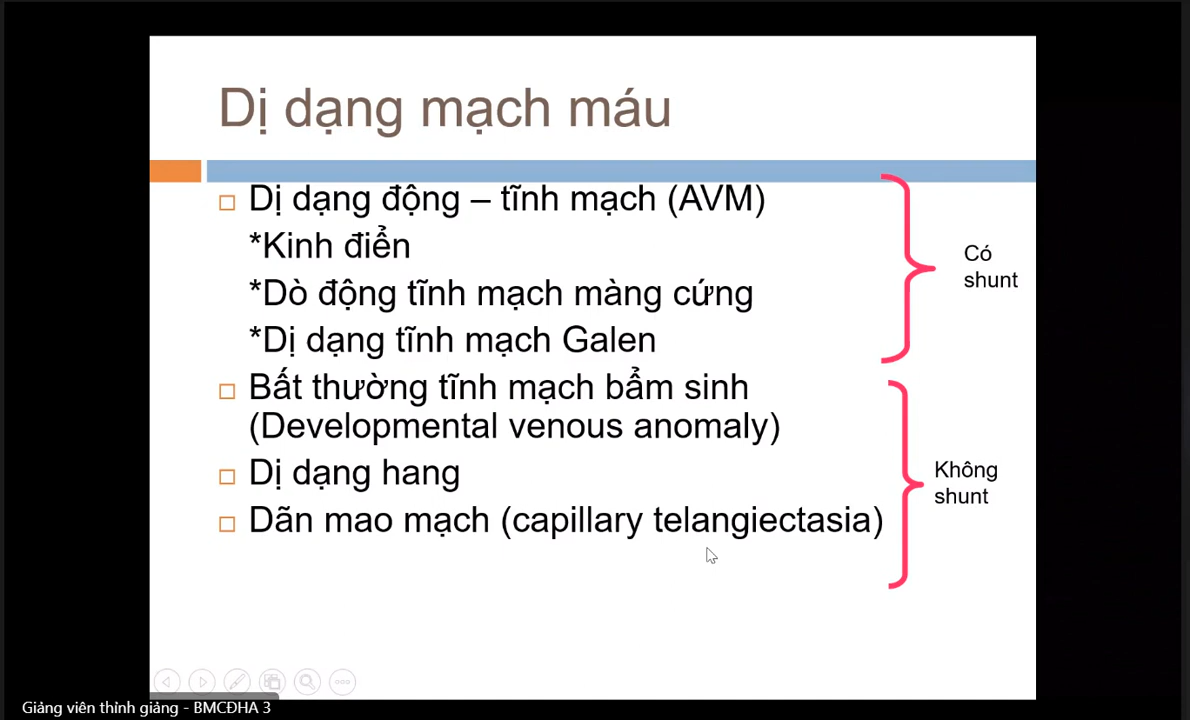 Dị dạng mạch máu
Dị dạng động – tĩnh mạch (AVM)
*Kinh điển
*Dò động tĩnh mạch màng cứng
*Dị dạng tĩnh mạch Galen
Có
shunt
Bất thường tĩnh mạch bẩm sinh
(Developmental venous anomaly)
Dị dạng hang
Dãn mao mạch (capillary telangiectasia)
Không
shunt
Giảng viên thỉnh giảng - BMCĐHA 3